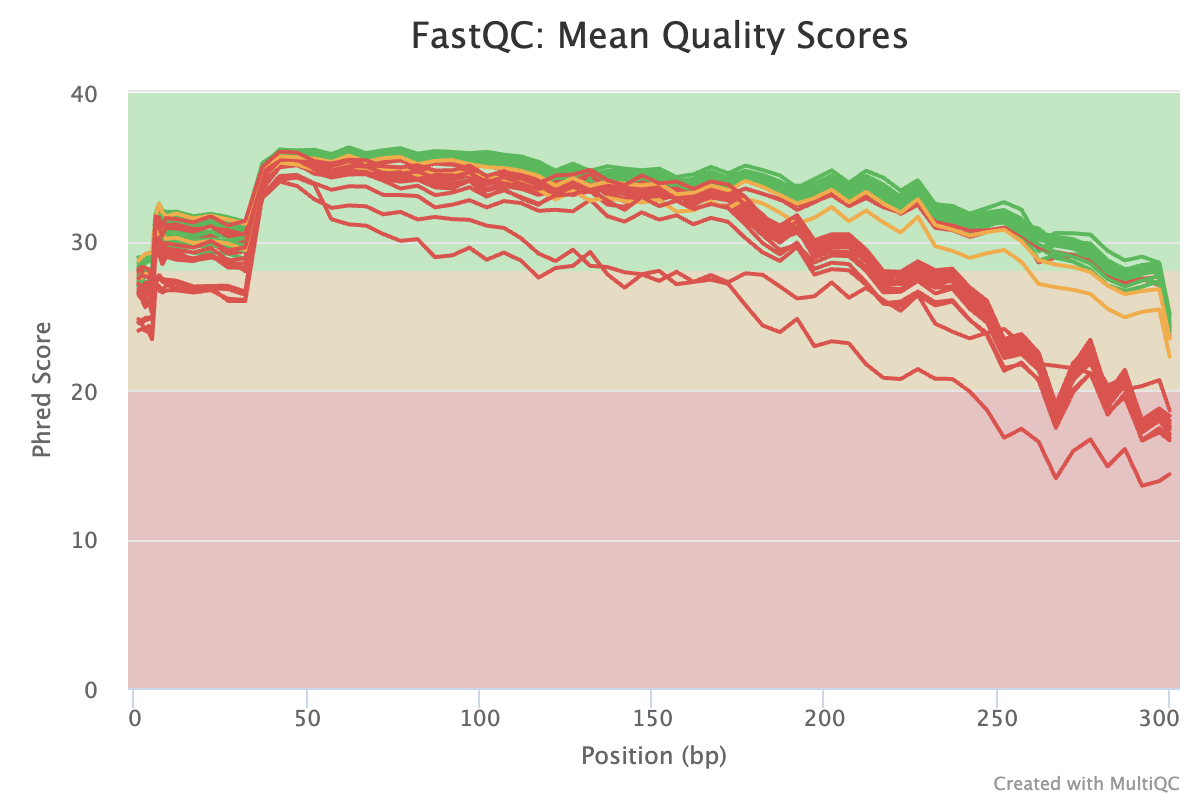 FastQC: Mean Quality Scores
40
30
20
10
0
Phred Score
0 50 100 150 200 250 300
Position (bp)
Created with MultiQC